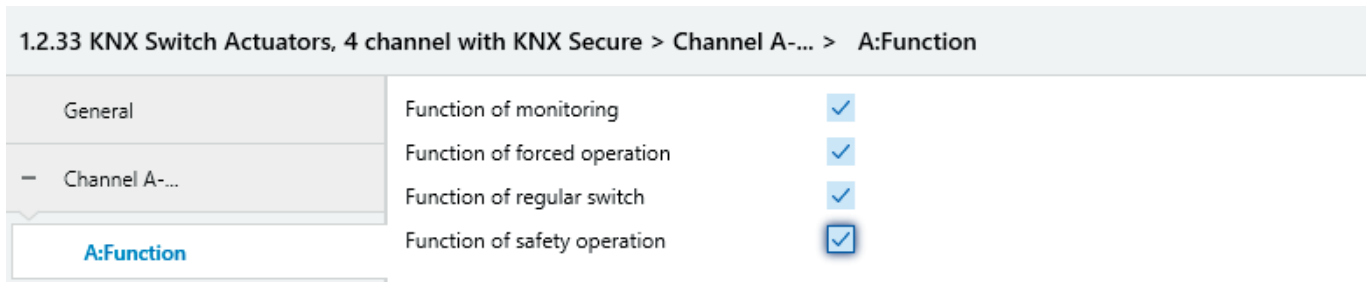 1.2.33 KNX Switch Actuators, 4 channel with KNX Secure > Channel A-... > A:Function
General
Function of monitoring
Function of forced operation
Channel A-...
Function of regular switch
Function of safety operation
A:Function